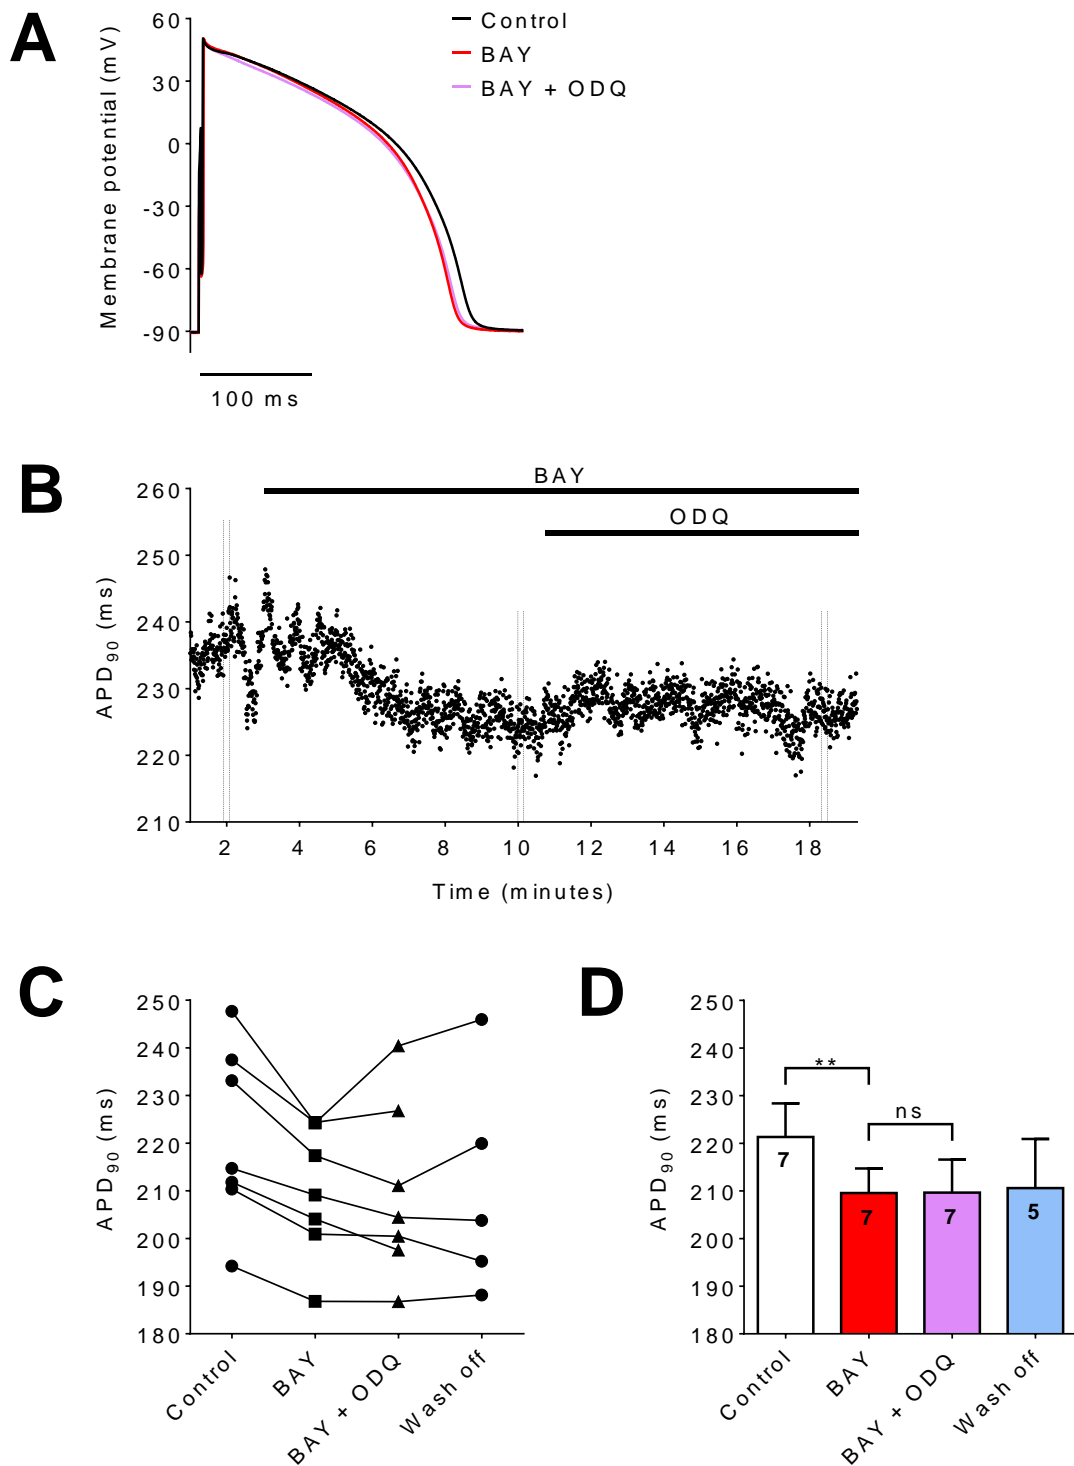 A
Membrane potential (mV)
60
30
0
-30
-60
-90
Control
BAY
BAY + ODQ
100 ms
B
APD90 (ms)
260
250
240
230
220
210
BAY
ODQ
2 4 6 8 10 12 14 16 18
Time (minutes)
C
APD90 (ms)
250
240
230
220
210
200
190
180
Control BAY BAY + ODQ Wash off
D
APD90 (ms)
250
240
230
220
210
200
190
180
**
ns
7 7 7 5
Control BAY BAY + ODQ Wash off